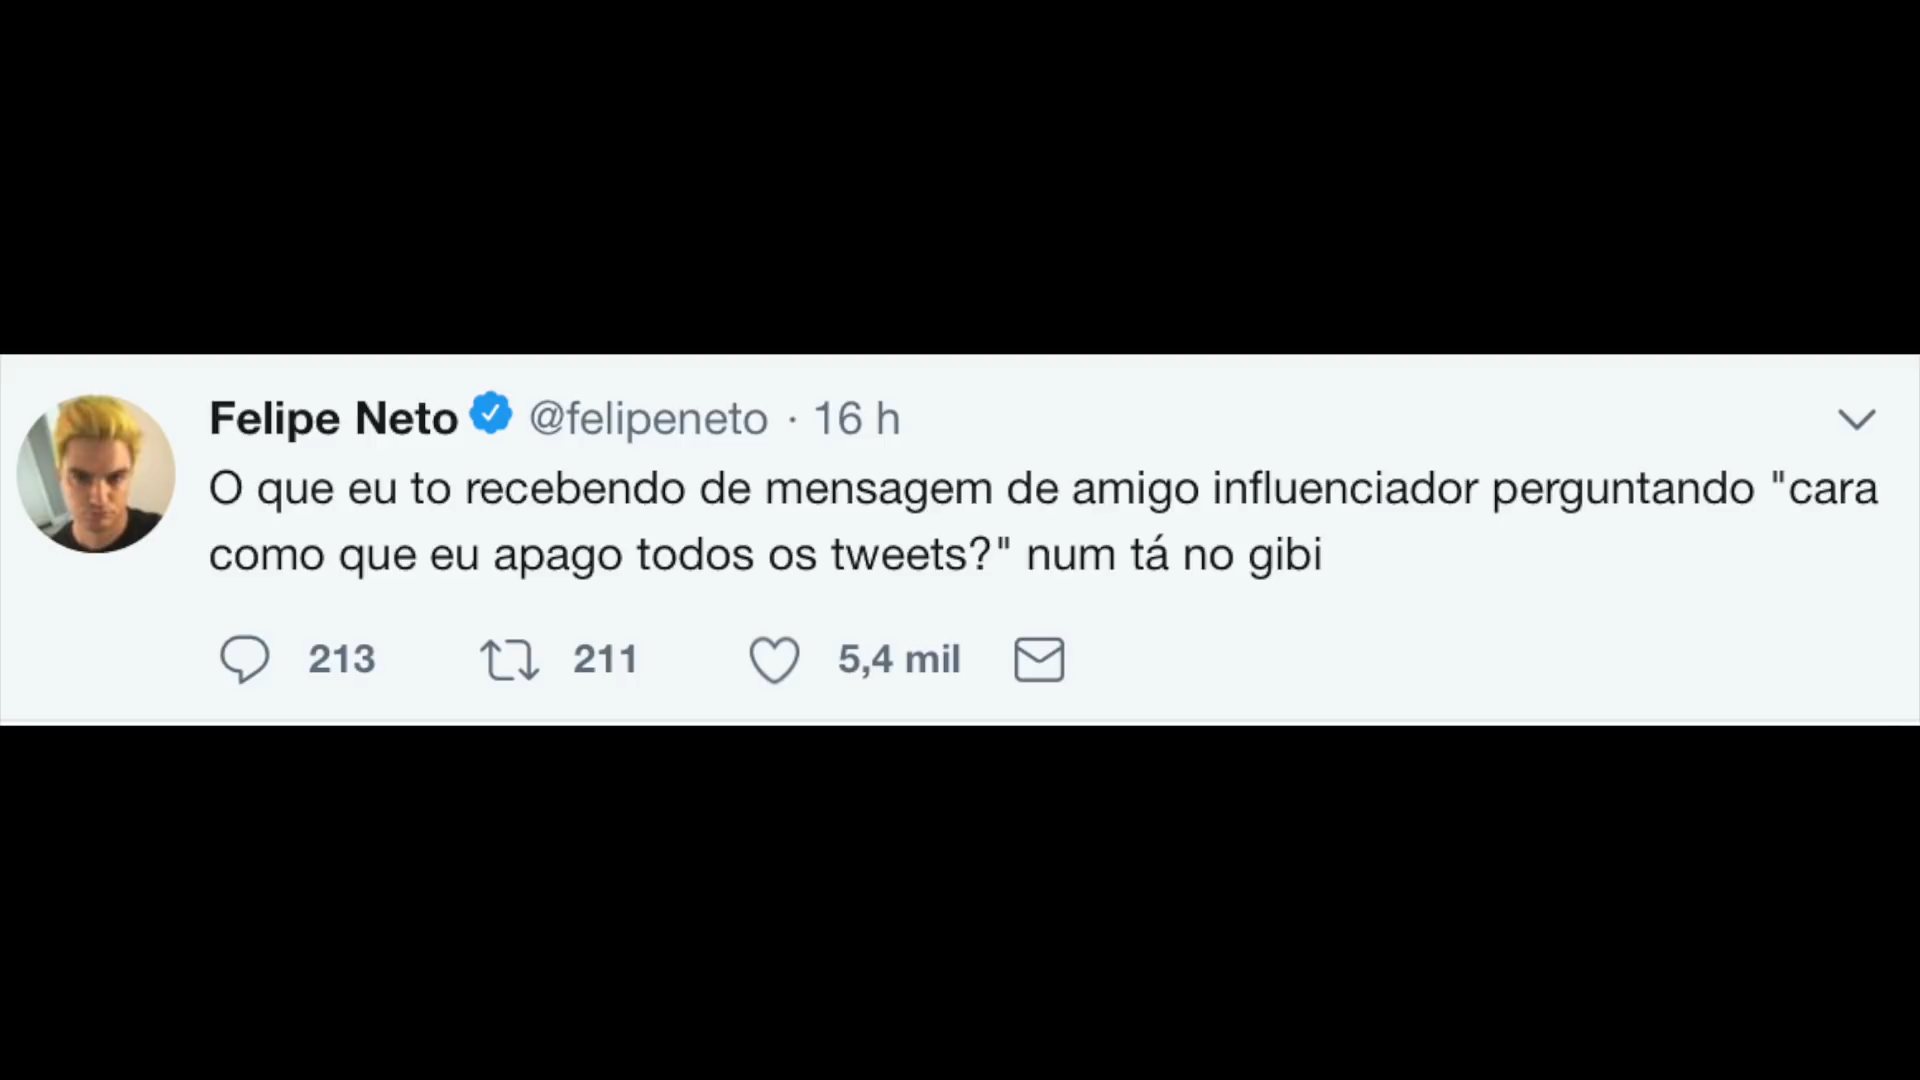 Felipe Neto @felipeneto · 16 h
O que eu to recebendo de mensagem de amigo influenciador perguntando "cara
como que eu apago todos os tweets?" num tá no gibi
213 211 5,4 mil